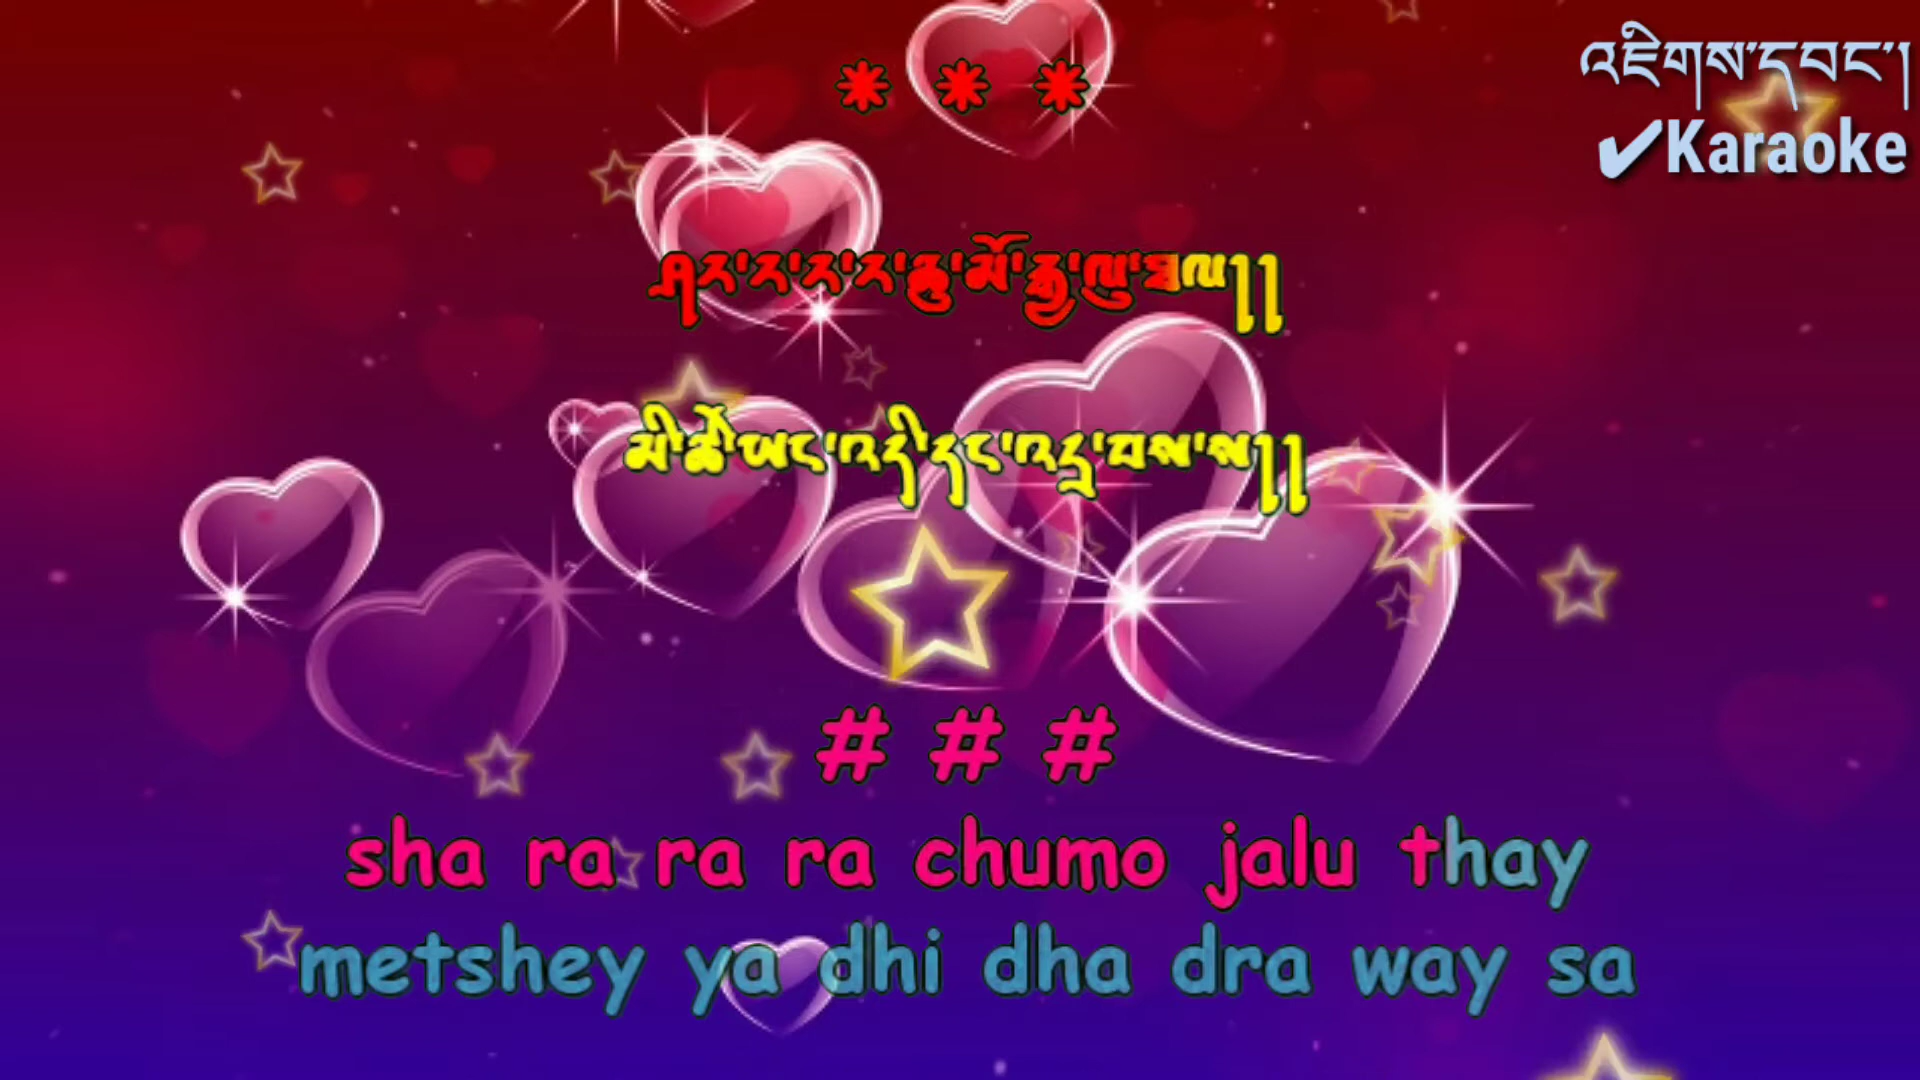 འཇིགས་དབང་།
✔Karaoke
* * *
ཤར་ར་ར་ར་ཆུ་མོ་རྒྱ་ལུ་ཐལ།།
མི་ཚེ་ཡང་འདི་དང་འདྲ་བས་ས།།
# # #
sha ra ra ra chumo jalu thay
metshey ya dhi dha dra way sa